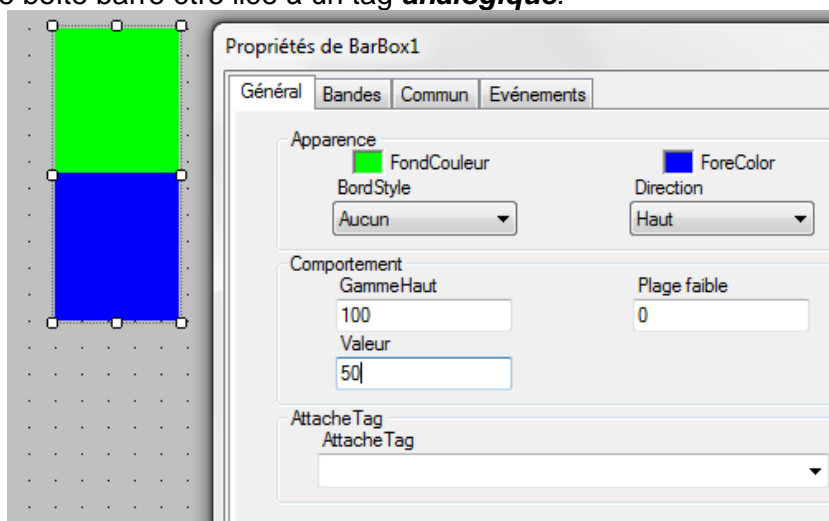 boîte barre être liée à un tag analogique.
Propriétés de BarBox1
Général Bandes Commun Evénements
Apparence
FondCouleur ForeColor
BordStyle Direction
Aucun Haut
Comportement
GammeHaut Plage faible
100 0
Valeur
50
AttacheTag
AttacheTag